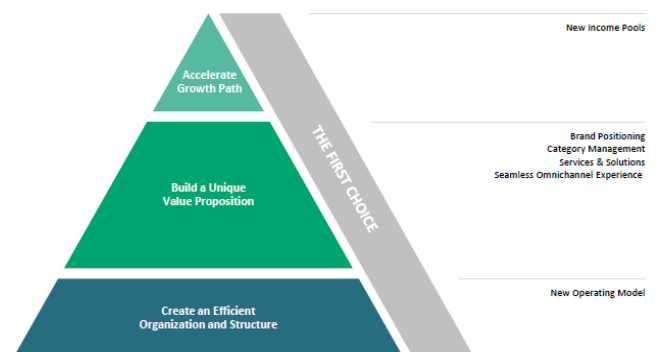 New Income Pools
Accelerate
Growth Path
THE FIRST CHOICE
Brand Positioning
Category Management
Services & Solutions
Seamless Omnichannel Experience
Build a Unique
Value Proposition
New Operating Model
Create an Efficient
Organization and Structure